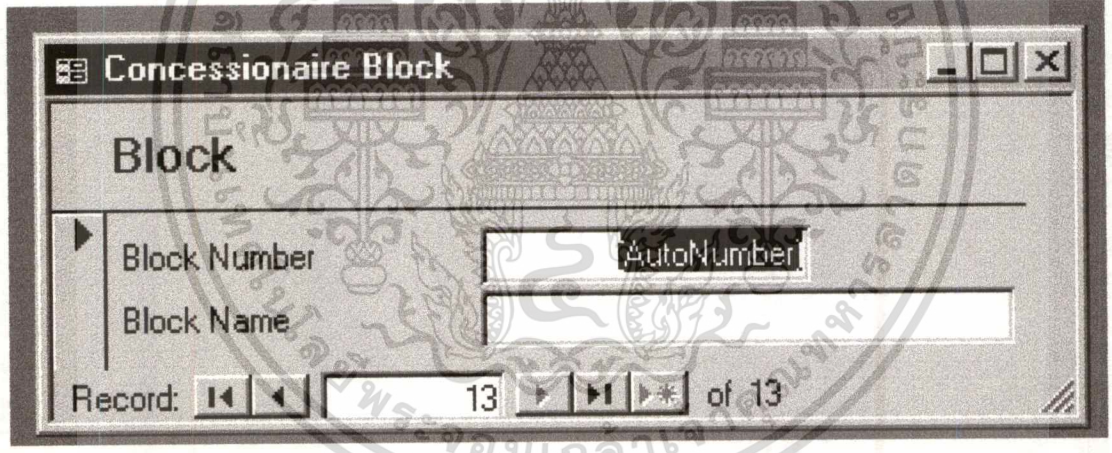 Concessionaire Block
Block
Block Number (AutoNumber)
Block Name
Record: 13 of 13